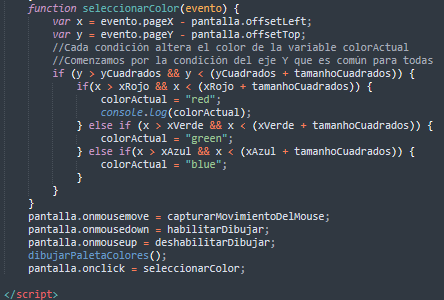 function seleccionarColor(evento) {
var x = evento.pageX - pantalla.offsetLeft;
var y = evento.pageY - pantalla.offsetTop;
//Cada condición altera el color de la variable colorActual
//Comenzamos por la condición del eje Y que es común para todas
if (y > yCuadrados && y < (yCuadrados + tamanhoCuadrados)) {
if(x > xRojo && x < (xRojo + tamanhoCuadrados)) {
colorActual = "red";
console.log(colorActual);
} else if (x > xVerde && x < (xVerde + tamanhoCuadrados)) {
colorActual = "green";
} else if(x > xAzul && x < (xAzul + tamanhoCuadrados)) {
colorActual = "blue";
}
}
}
pantalla.onmousemove = capturarMovimientoDelMouse;
pantalla.onmousedown = habilitarDibujar;
pantalla.onmouseup = deshabilitarDibujar;
dibujarPaletaColores();
pantalla.onclick = seleccionarColor;
</script>